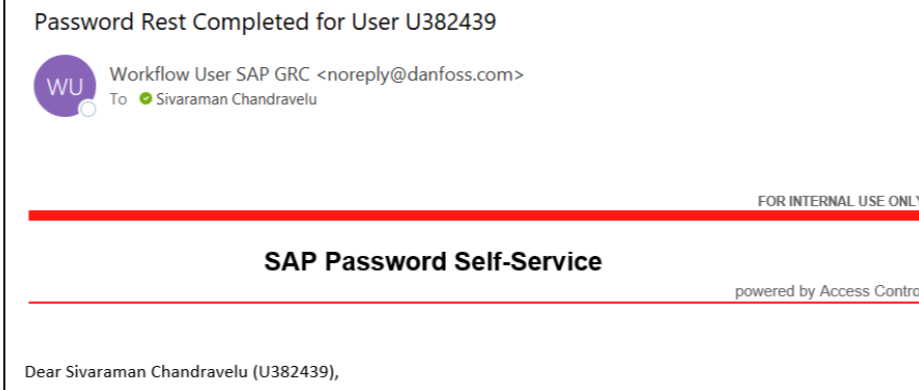 Password Rest Completed for User U382439
WU
Workflow User SAP GRC <noreply@danfoss.com>
To Sivaraman Chandravelu
FOR INTERNAL USE ONLY
SAP Password Self-Service
powered by Access Contro
Dear Sivaraman Chandravelu (U382439),